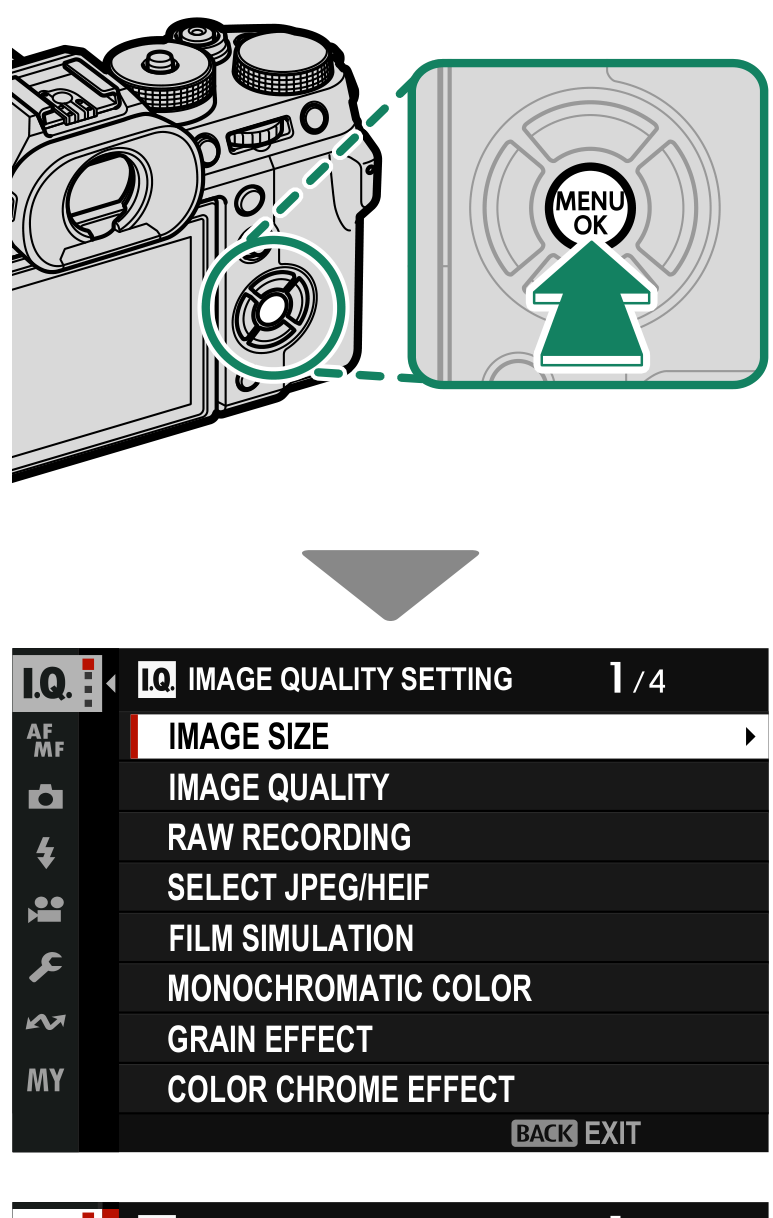 MENU
OK
I.Q.
I.Q. IMAGE QUALITY SETTING 1/4
IMAGE SIZE
AF
MF
IMAGE QUALITY
RAW RECORDING
SELECT JPEG/HEIF
FILM SIMULATION
MONOCHROMATIC COLOR
GRAIN EFFECT
MY
COLOR CHROME EFFECT
BACK EXIT